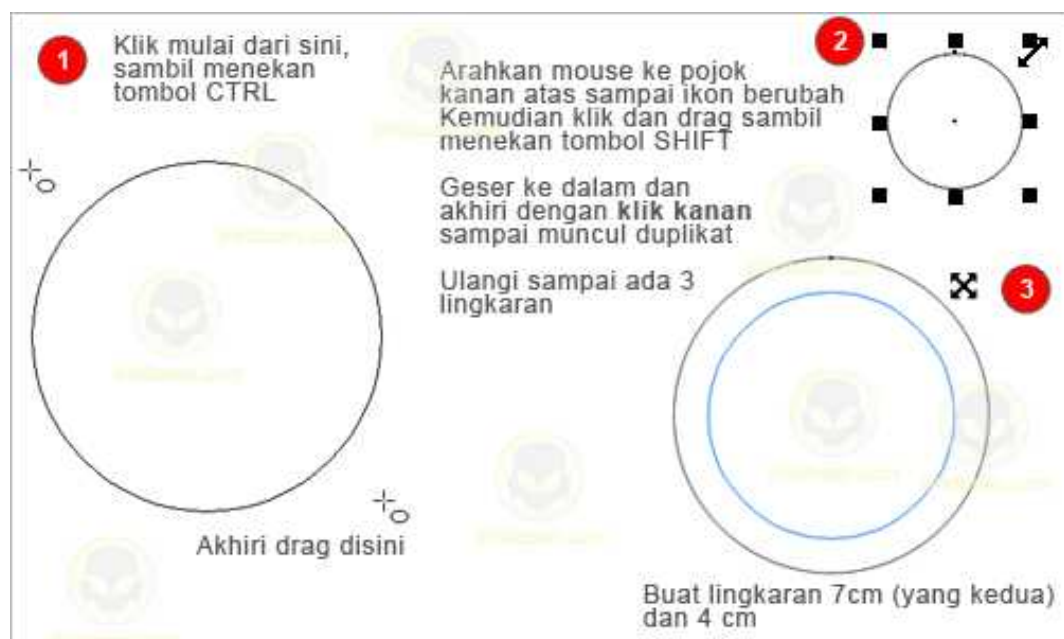 1
Klik mulai dari sini,
sambil menekan
tombol CTRL
Akhiri drag disini
2
Arahkan mouse ke pojok
kanan atas sampai ikon berubah
Kemudian klik dan drag sambil
menekan tombol SHIFT
Geser ke dalam dan
akhiri dengan klik kanan
sampai muncul duplikat
Ulangi sampai ada 3
lingkaran
3
Buat lingkaran 7cm (yang kedua)
dan 4 cm